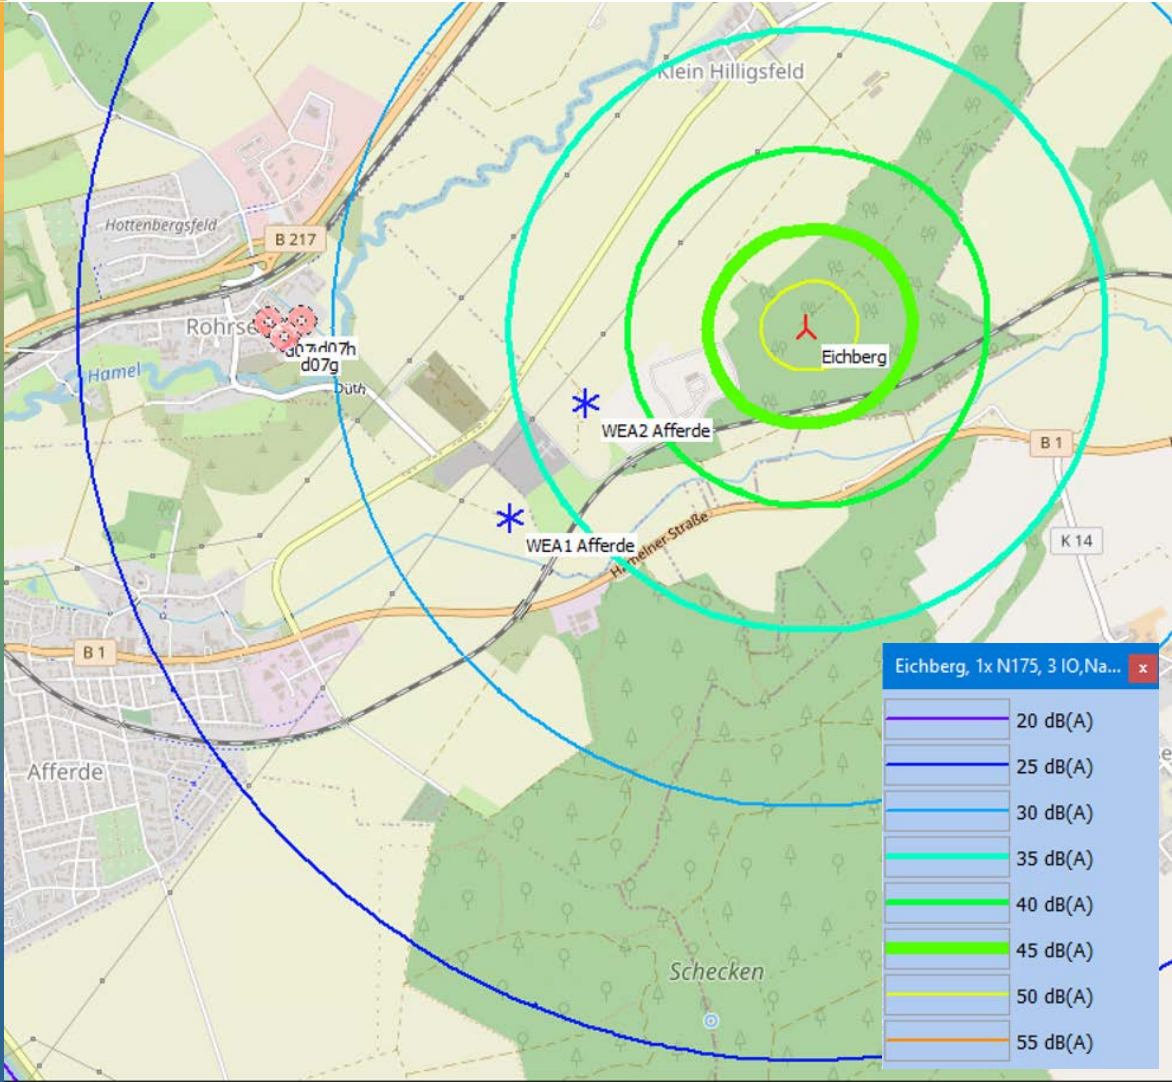 Klein Hilligsfeld
Hottenbergsfeld
B 217
d07h
d07g
Hamel
Düth
Eichberg
WEA2 Afferde
B 1
WEA1 Afferde
Hamelner Straße
K 14
B 1
Afferde
Schecken
Eichberg, 1x N175, 3 IO,Na...
x
20 dB(A)
25 dB(A)
30 dB(A)
35 dB(A)
40 dB(A)
45 dB(A)
50 dB(A)
55 dB(A)